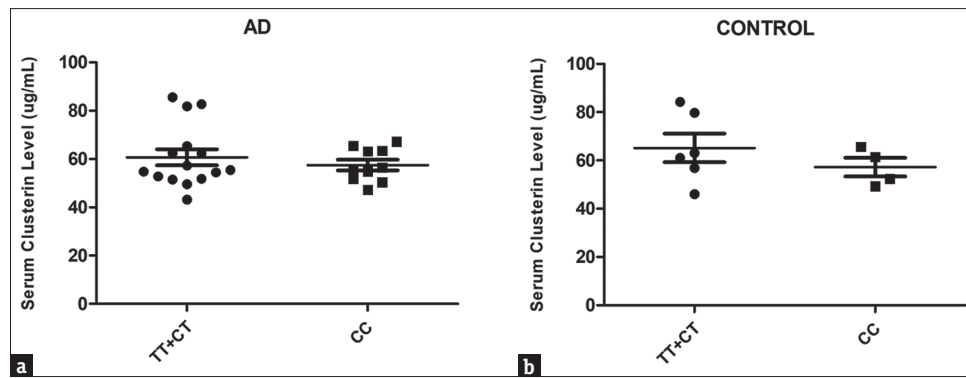 AD
Serum Clusterin Level (ug/mL)
100
80
60
40
20
0
TT+CT
CC
a
CONTROL
Serum Clusterin Level (ug/mL)
100
80
60
40
20
0
TT+CT
CC
b